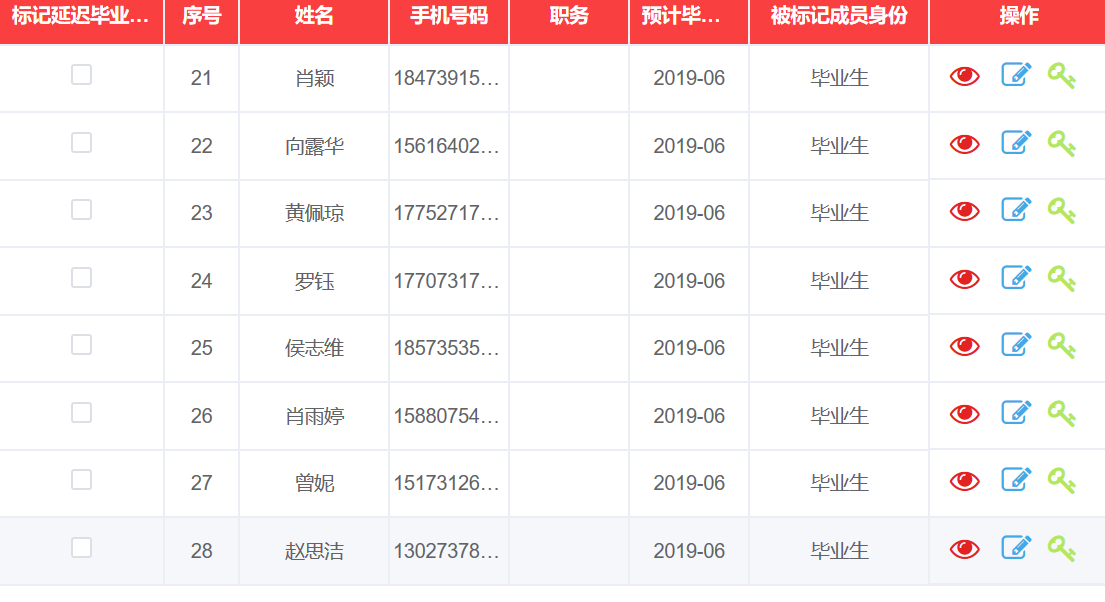 标记延迟毕业... 序号 姓名 手机号码 职务 预计毕... 被标记成员身份 操作
21 肖颖 18473915... 2019-06 毕业生
22 向露华 15616402... 2019-06 毕业生
23 黄佩琼 17752717... 2019-06 毕业生
24 罗钰 17707317... 2019-06 毕业生
25 侯志维 18573535... 2019-06 毕业生
26 肖雨婷 15880754... 2019-06 毕业生
27 曾妮 15173126... 2019-06 毕业生
28 赵思洁 13027378... 2019-06 毕业生